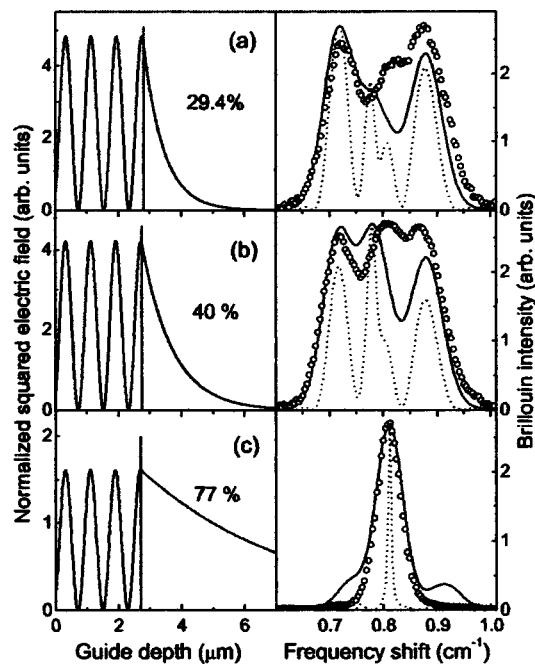 (a)
29.4%
4
2
0
2
1
0
(b)
40 %
4
2
0
2
1
0
(c)
77 %
2
1
0
2
1
0
0 2 4 6
0.7 0.8 0.9 1.0
Guide depth (μm)
Frequency shift (cm⁻¹)
Normalized squared electric field (arb. units)
Brillouin intensity (arb. units)